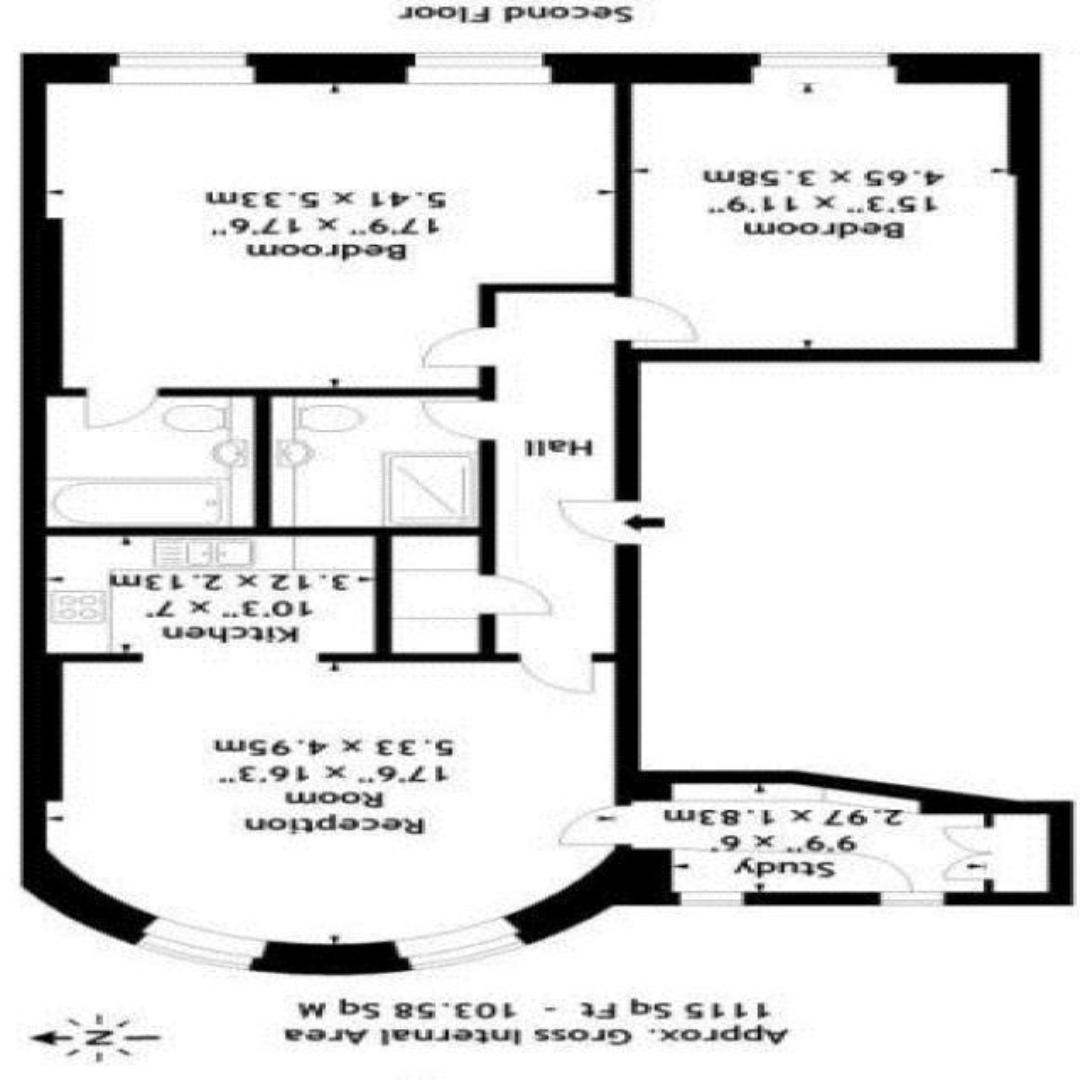 Approx. Gross Internal Area
1115 Sq Ft - 103.58 Sq M
N
Study
9'9" x 6'
2.97 x 1.83m
Reception
Room
17'6" x 16'3"
5.33 x 4.95m
Kitchen
10'3" x 7'
3.12 x 2.13m
Hall
Bedroom
15'3" x 11'9"
4.65 x 3.58m
Bedroom
17'9" x 17'6"
5.41 x 5.33m
Second Floor